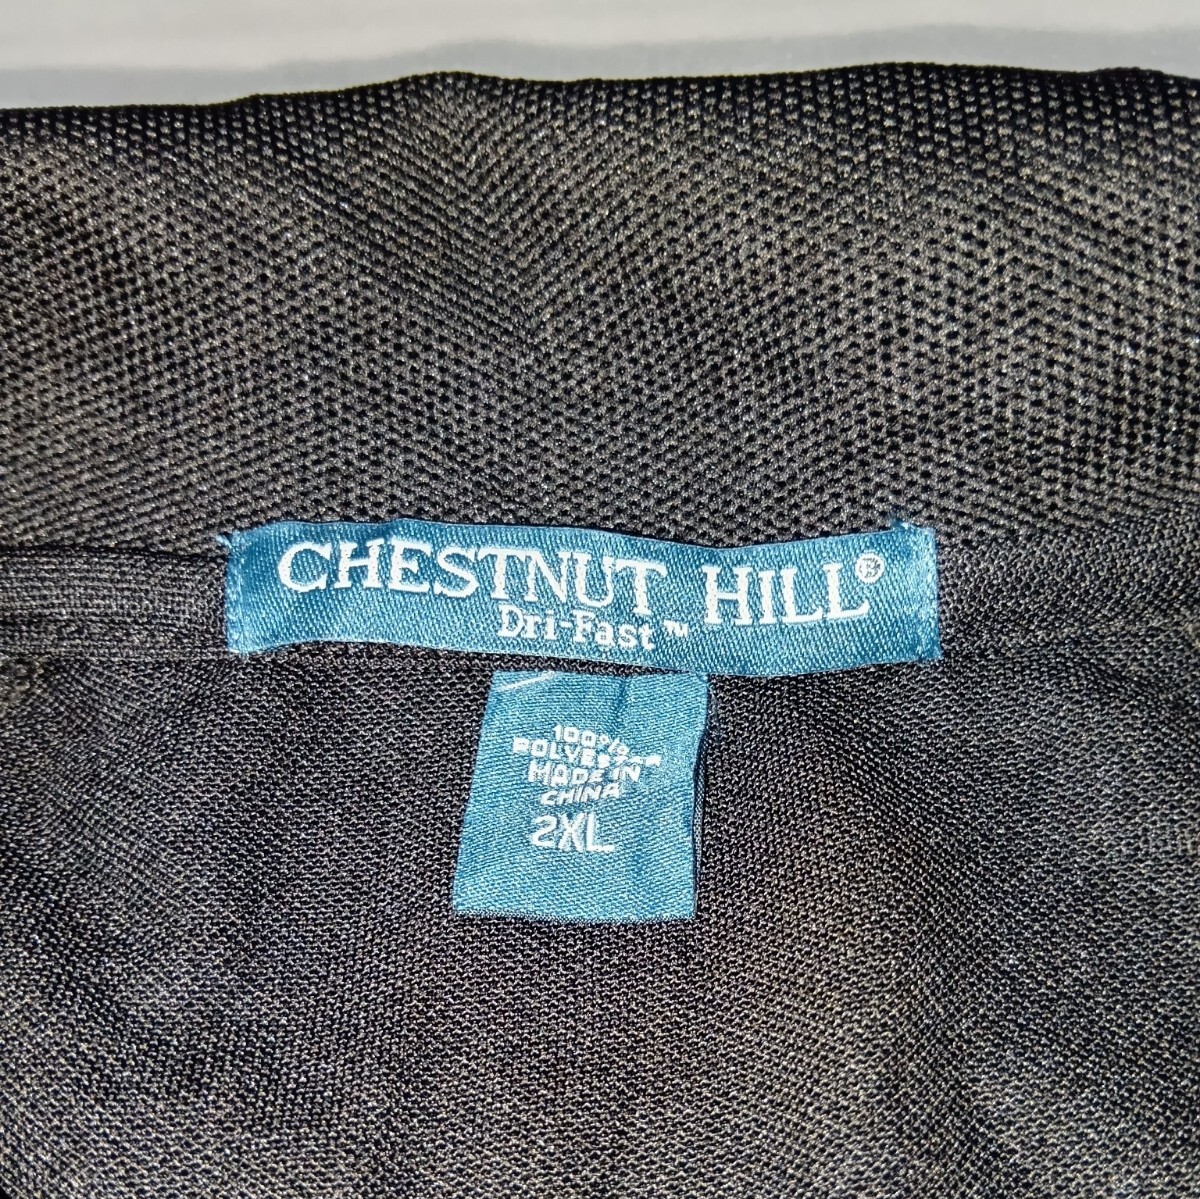 CHESTNUT HILL®
Dri-Fast™
100%
POLYESTER
MADE IN
CHINA
2XL